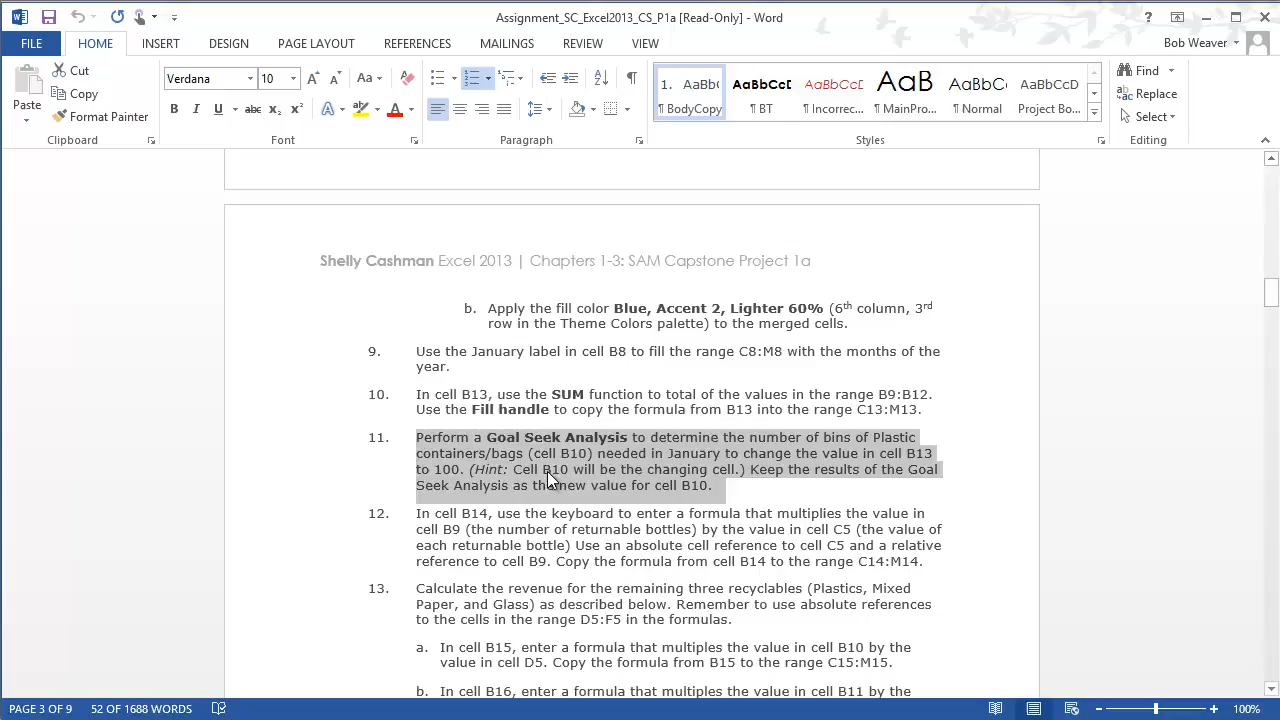 Assignment_SC_Excel2013_CS_P1a [Read-Only] - Word
FILE HOME INSERT DESIGN PAGE LAYOUT REFERENCES MAILINGS REVIEW VIEW Bob Weaver
Paste
Cut
Copy
Format Painter
Verdana 10
Aa
B I U abc x₂ x² A A
1. AaBb( AaBbCcD AaBbCcL AaB AaBbC( AaBbCcD
¶ BodyCopy ¶ BT ¶ Incorrec... ¶ MainPro... ¶ Normal Project Bo...
Find
Replace
Select
Clipboard Font Paragraph Styles Editing
Shelly Cashman Excel 2013 | Chapters 1-3: SAM Capstone Project 1a
b. Apply the fill color Blue, Accent 2, Lighter 60% (6th column, 3rd
row in the Theme Colors palette) to the merged cells.
9. Use the January label in cell B8 to fill the range C8:M8 with the months of the
year.
10. In cell B13, use the SUM function to total of the values in the range B9:B12.
Use the Fill handle to copy the formula from B13 into the range C13:M13.
11. Perform a Goal Seek Analysis to determine the number of bins of Plastic
containers/bags (cell B10) needed in January to change the value in cell B13
to 100. (Hint: Cell B10 will be the changing cell.) Keep the results of the Goal
Seek Analysis as the new value for cell B10.
12. In cell B14, use the keyboard to enter a formula that multiplies the value in
cell B9 (the number of returnable bottles) by the value in cell C5 (the value of
each returnable bottle) Use an absolute cell reference to cell C5 and a relative
reference to cell B9. Copy the formula from cell B14 to the range C14:M14.
13. Calculate the revenue for the remaining three recyclables (Plastics, Mixed
Paper, and Glass) as described below. Remember to use absolute references
to the cells in the range D5:F5 in the formulas.
a. In cell B15, enter a formula that multiples the value in cell B10 by the
value in cell D5. Copy the formula from B15 to the range C15:M15.
b. In cell B16, enter a formula that multiples the value in cell B11 by the
PAGE 3 OF 9 52 OF 1688 WORDS 100%